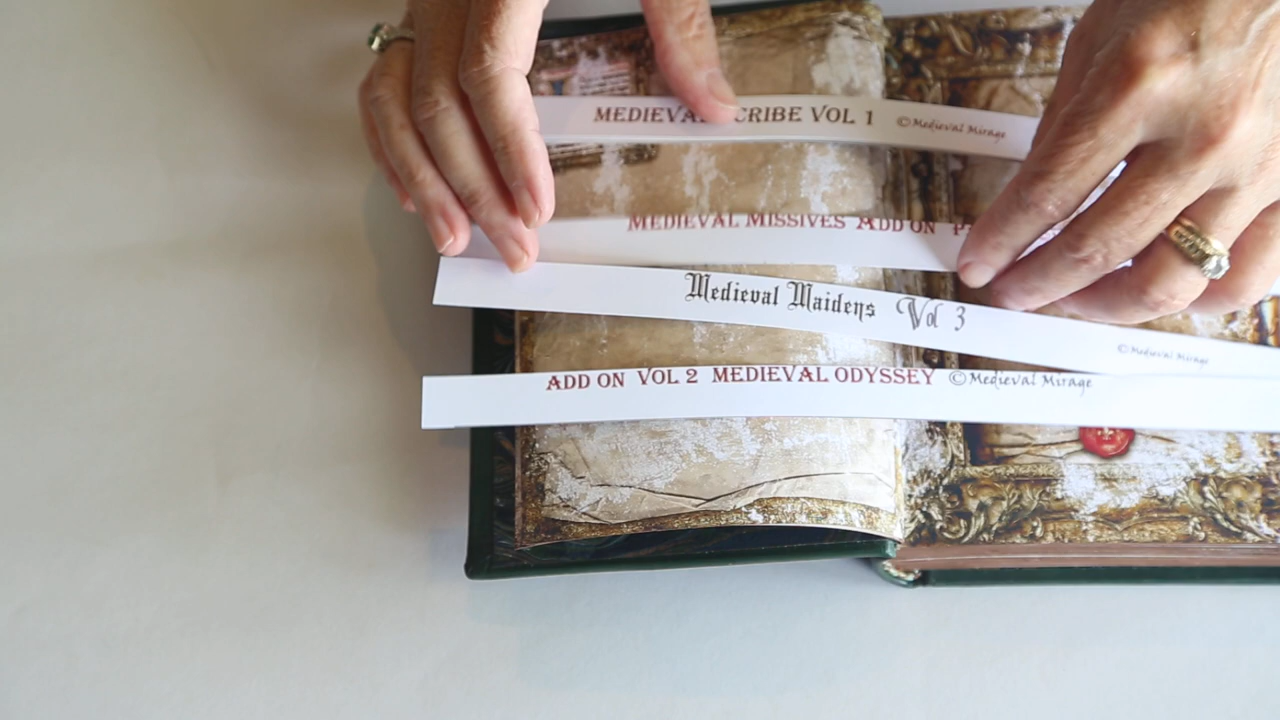 MEDIEVAL CRIBE VOL 1 ©Medieval Mirage
MEDIEVAL MISSIVES ADD ON
Medieval Maidens Vol 3 ©Medieval Mirage
ADD ON VOL 2 MEDIEVAL ODYSSEY ©Medieval Mirage